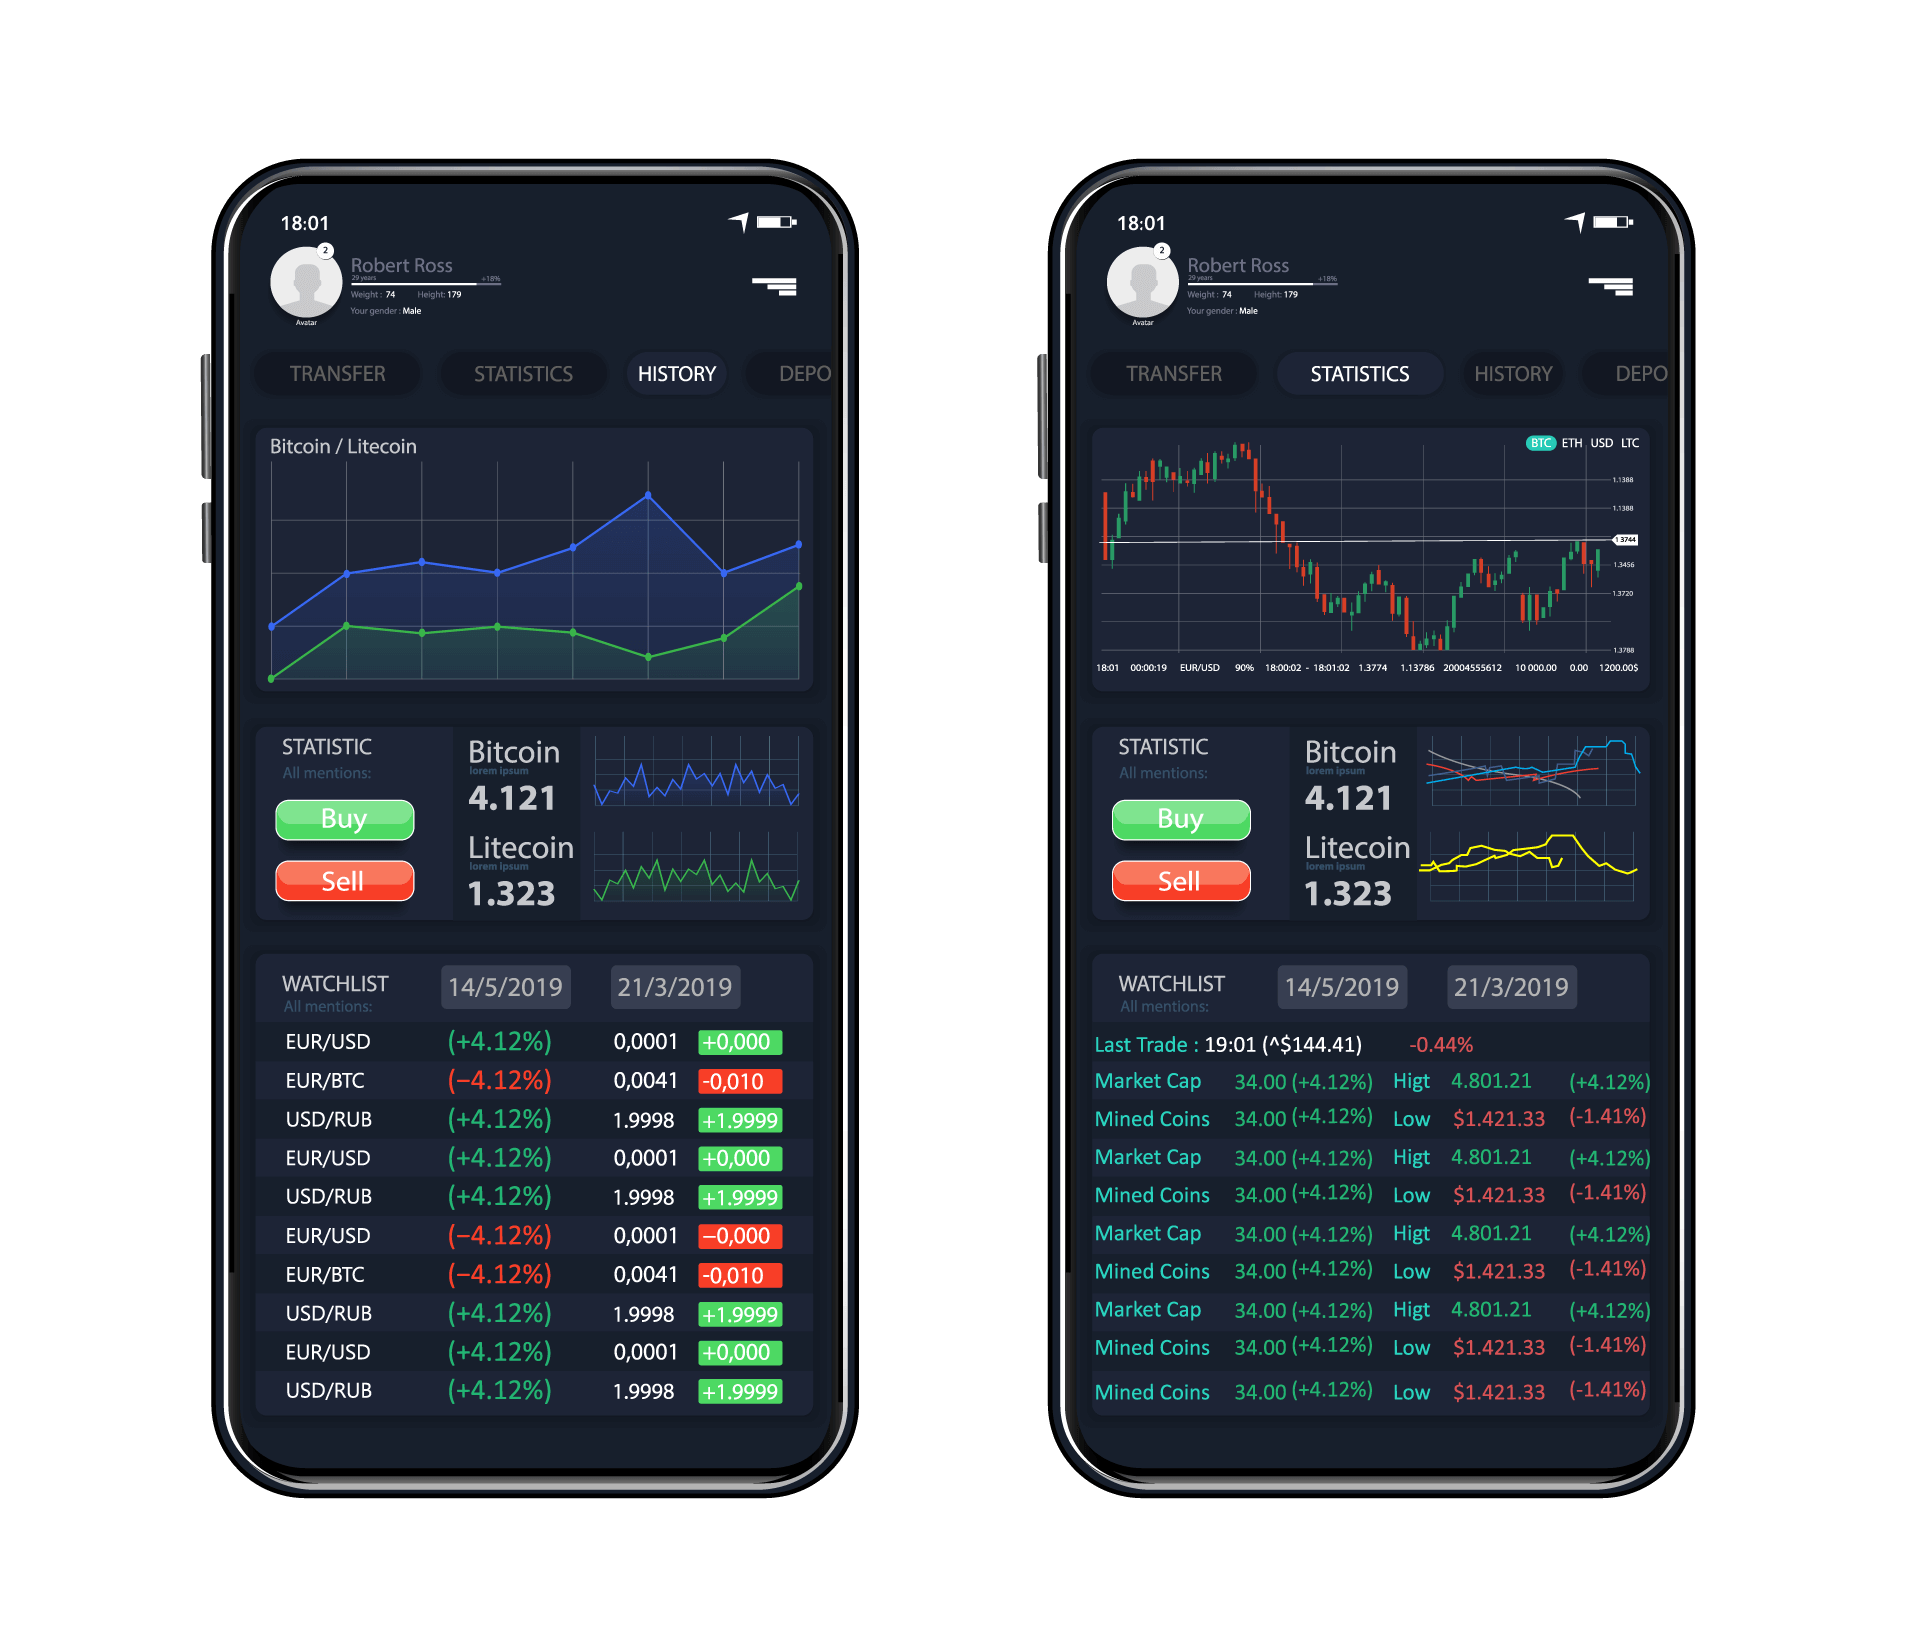 18:01
2
Robert Ross
29 years +18%
Weight : 74 Height: 179
Your gender : Male
Avatar
TRANSFER STATISTICS HISTORY DEPO
Bitcoin / Litecoin
STATISTIC
All mentions:
Buy
Sell
Bitcoin
lorem ipsum
4.121
Litecoin
lorem ipsum
1.323
WATCHLIST 14/5/2019 21/3/2019
All mentions:
EUR/USD (+4.12%) 0,0001 +0,000
EUR/BTC (−4.12%) 0,0041 -0,010
USD/RUB (+4.12%) 1.9998 +1.9999
EUR/USD (+4.12%) 0,0001 +0,000
USD/RUB (+4.12%) 1.9998 +1.9999
EUR/USD (−4.12%) 0,0001 −0,000
EUR/BTC (−4.12%) 0,0041 -0,010
USD/RUB (+4.12%) 1.9998 +1.9999
EUR/USD (+4.12%) 0,0001 +0,000
USD/RUB (+4.12%) 1.9998 +1.9999
18:01
2
Robert Ross
29 years +18%
Weight : 74 Height: 179
Your gender : Male
Avatar
TRANSFER STATISTICS HISTORY DEPO
BTC ETH USD LTC
1.1388
1.1388
1.3744
1.3456
1.3720
1.3788
18:01 00:00:19 EUR/USD 90% 18:00:02 - 18:01:02 1.3774 1.13786 20004555612 10 000.00 0.00 1200.00$
STATISTIC
All mentions:
Buy
Sell
Bitcoin
lorem ipsum
4.121
Litecoin
lorem ipsum
1.323
WATCHLIST 14/5/2019 21/3/2019
All mentions:
Last Trade : 19:01 (^$144.41) -0.44%
Market Cap 34.00 (+4.12%) Higt 4.801.21 (+4.12%)
Mined Coins 34.00 (+4.12%) Low $1.421.33 (-1.41%)
Market Cap 34.00 (+4.12%) Higt 4.801.21 (+4.12%)
Mined Coins 34.00 (+4.12%) Low $1.421.33 (-1.41%)
Market Cap 34.00 (+4.12%) Higt 4.801.21 (+4.12%)
Mined Coins 34.00 (+4.12%) Low $1.421.33 (-1.41%)
Market Cap 34.00 (+4.12%) Higt 4.801.21 (+4.12%)
Mined Coins 34.00 (+4.12%) Low $1.421.33 (-1.41%)
Mined Coins 34.00 (+4.12%) Low $1.421.33 (-1.41%)